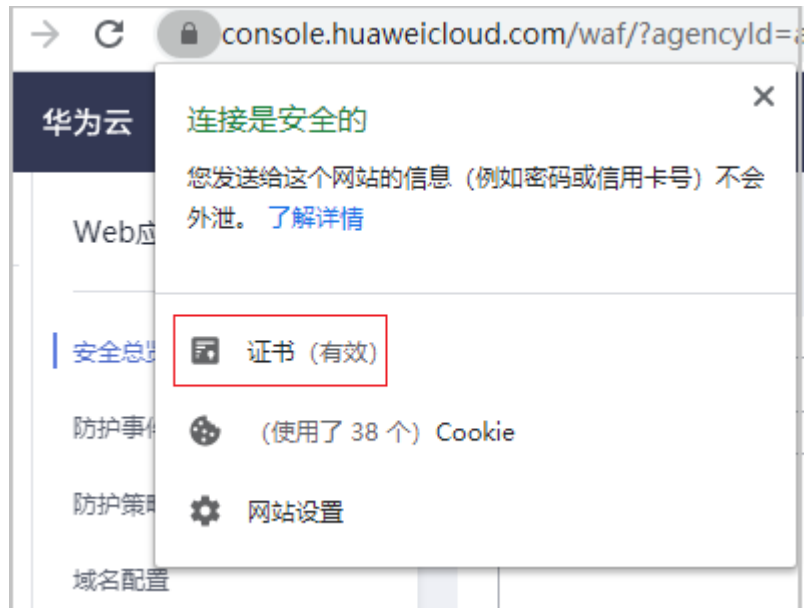 console.huaweicloud.com/waf/?agencyId=a
华为云
连接是安全的
您发送给这个网站的信息（例如密码或信用卡号）不会
外泄。 了解详情
Web应
安全总览
证书（有效）
防护事件
（使用了 38 个）Cookie
防护策略
网站设置
域名配置